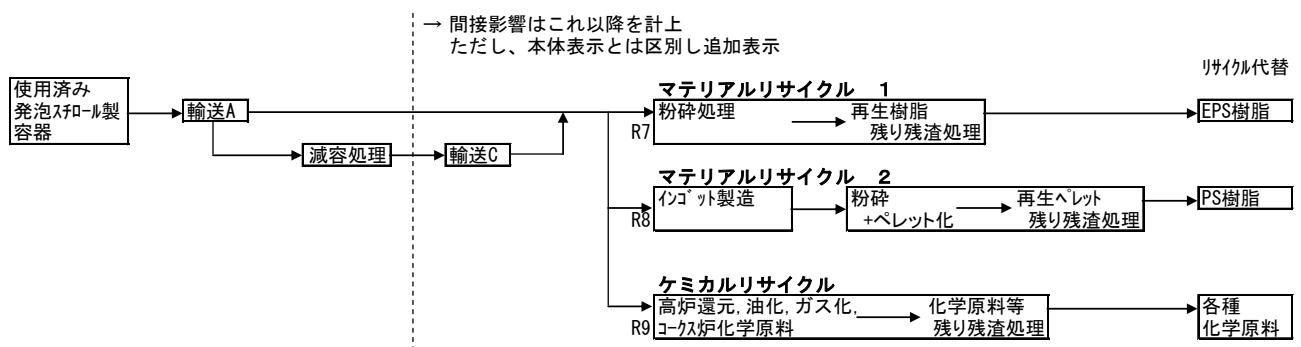 → 間接影響はこれ以降を計上
ただし、本体表示とは区別し追加表示
リサイクル代替
使用済み
発泡スチロール製
容器
輸送A
減容処理
輸送C
マテリアルリサイクル 1
R7
粉砕処理 → 再生樹脂
残り残渣処理
EPS樹脂
マテリアルリサイクル 2
R8
インゴット製造
粉砕 → 再生ペレット
+ペレット化 残り残渣処理
PS樹脂
ケミカルリサイクル
R9
高炉還元,油化,ガス化, → 化学原料等
コークス炉化学原料 残り残渣処理
各種
化学原料